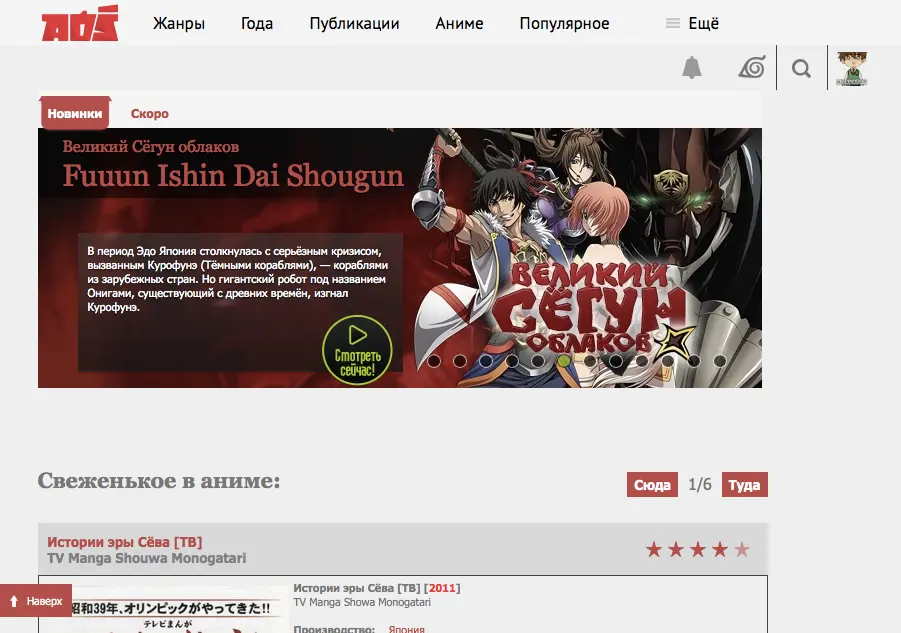 AOS
Жанры Года Публикации Аниме Популярное Ещё
Новинки Скоро
Великий Сёгун облаков
Fuuun Ishin Dai Shougun
В период Эдо Япония столкнулась с серьёзным кризисом,
вызванным Курофунэ (Тёмными кораблями), — кораблями
из зарубежных стран. Но гигантский робот под названием
Онигами, существующий с древних времён, изгнал
Курофунэ.
Смотреть
сейчас!
ВЕЛИКИЙ
СЁГУН
ОБЛАКОВ
Свеженькое в аниме:
Сюда 1/6 Туда
Истории эры Сёва [ТВ]
TV Manga Shouwa Monogatari
Наверх
昭和39年、オリンピックがやってきた!!
テレビまんが
Истории эры Сёва [ТВ] [2011]
TV Manga Showa Monogatari
Производство: Япония